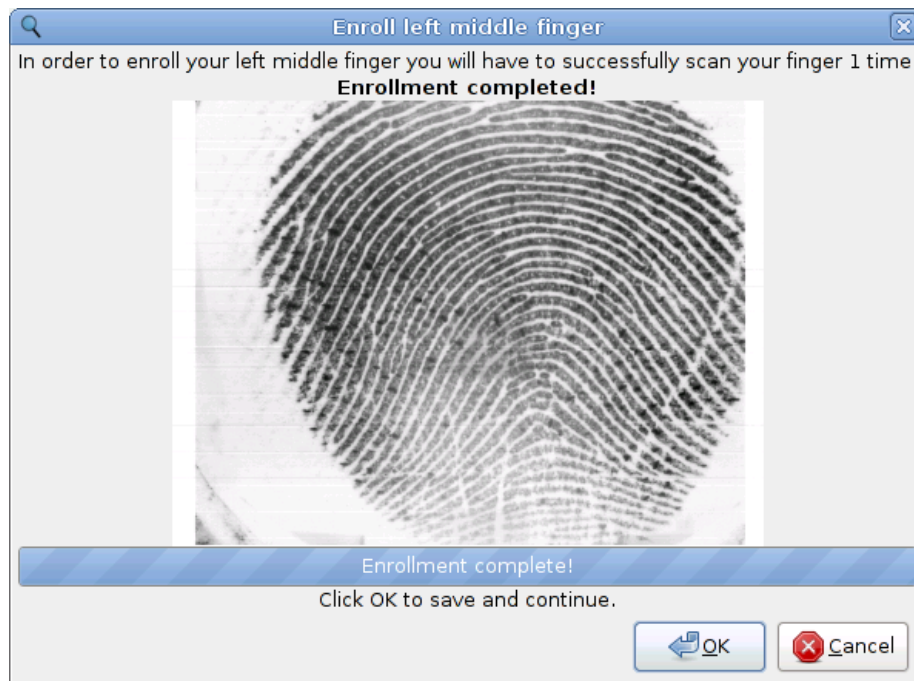 Enroll left middle finger
In order to enroll your left middle finger you will have to successfully scan your finger 1 time
Enrollment completed!
Enrollment complete!
Click OK to save and continue.
OK
Cancel